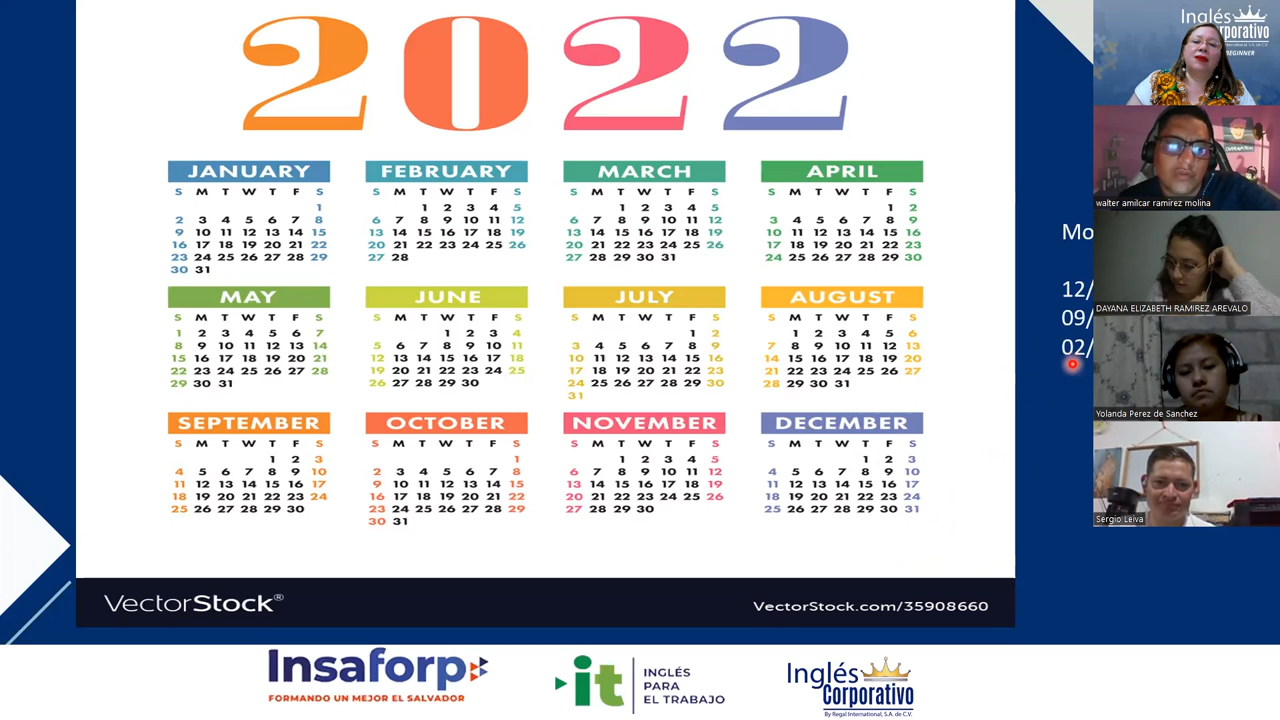 2022
JANUARY FEBRUARY MARCH APRIL
S M T W T F S S M T W T F S S M T W T F S S M T W T F S
1 1 2 3 4 5 1 2 3 4 5 1 2
2 3 4 5 6 7 8 6 7 8 9 10 11 12 6 7 8 9 10 11 12 3 4 5 6 7 8 9
9 10 11 12 13 14 15 13 14 15 16 17 18 19 13 14 15 16 17 18 19 10 11 12 13 14 15 16
16 17 18 19 20 21 22 20 21 22 23 24 25 26 20 21 22 23 24 25 26 17 18 19 20 21 22 23
23 24 25 26 27 28 29 27 28 27 28 29 30 31 24 25 26 27 28 29 30
30 31
MAY JUNE JULY AUGUST
S M T W T F S S M T W T F S S M T W T F S S M T W T F S
1 2 3 4 5 6 7 1 2 3 4 1 2 1 2 3 4 5 6
8 9 10 11 12 13 14 5 6 7 8 9 10 11 3 4 5 6 7 8 9 7 8 9 10 11 12 13
15 16 17 18 19 20 21 12 13 14 15 16 17 18 10 11 12 13 14 15 16 14 15 16 17 18 19 20
22 23 24 25 26 27 28 19 20 21 22 23 24 25 17 18 19 20 21 22 23 21 22 23 24 25 26 27
29 30 31 26 27 28 29 30 24 25 26 27 28 29 30 28 29 30 31
31
SEPTEMBER OCTOBER NOVEMBER DECEMBER
S M T W T F S S M T W T F S S M T W T F S S M T W T F S
1 2 3 1 1 2 3 4 5 1 2 3
4 5 6 7 8 9 10 2 3 4 5 6 7 8 6 7 8 9 10 11 12 4 5 6 7 8 9 10
11 12 13 14 15 16 17 9 10 11 12 13 14 15 13 14 15 16 17 18 19 11 12 13 14 15 16 17
18 19 20 21 22 23 24 16 17 18 19 20 21 22 20 21 22 23 24 25 26 18 19 20 21 22 23 24
25 26 27 28 29 30 23 24 25 26 27 28 29 27 28 29 30 25 26 27 28 29 30 31
30 31
VectorStock®
VectorStock.com/35908660
Mo
12/
09/
02/
Inglés
Corporativo
BEGINNER
walter amilcar ramirez molina
DAYANA ELIZABETH RAMIREZ AREVALO
Yolanda Perez de Sanchez
Sergio Leiva
Insaforp
FORMANDO UN MEJOR EL SALVADOR
it
INGLÉS
PARA
EL TRABAJO
Inglés
Corporativo
By Regal International, S.A. de C.V.